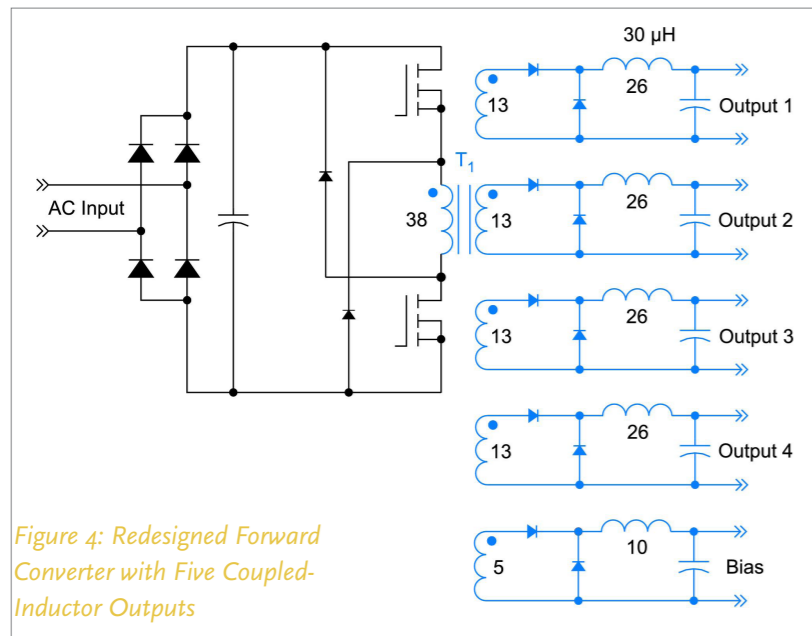 30 µH
13
26
Output 1
T1
AC Input
38
13
26
Output 2
13
26
Output 3
13
26
Output 4
5
10
Bias
Figure 4: Redesigned Forward
Converter with Five Coupled-
Inductor Outputs